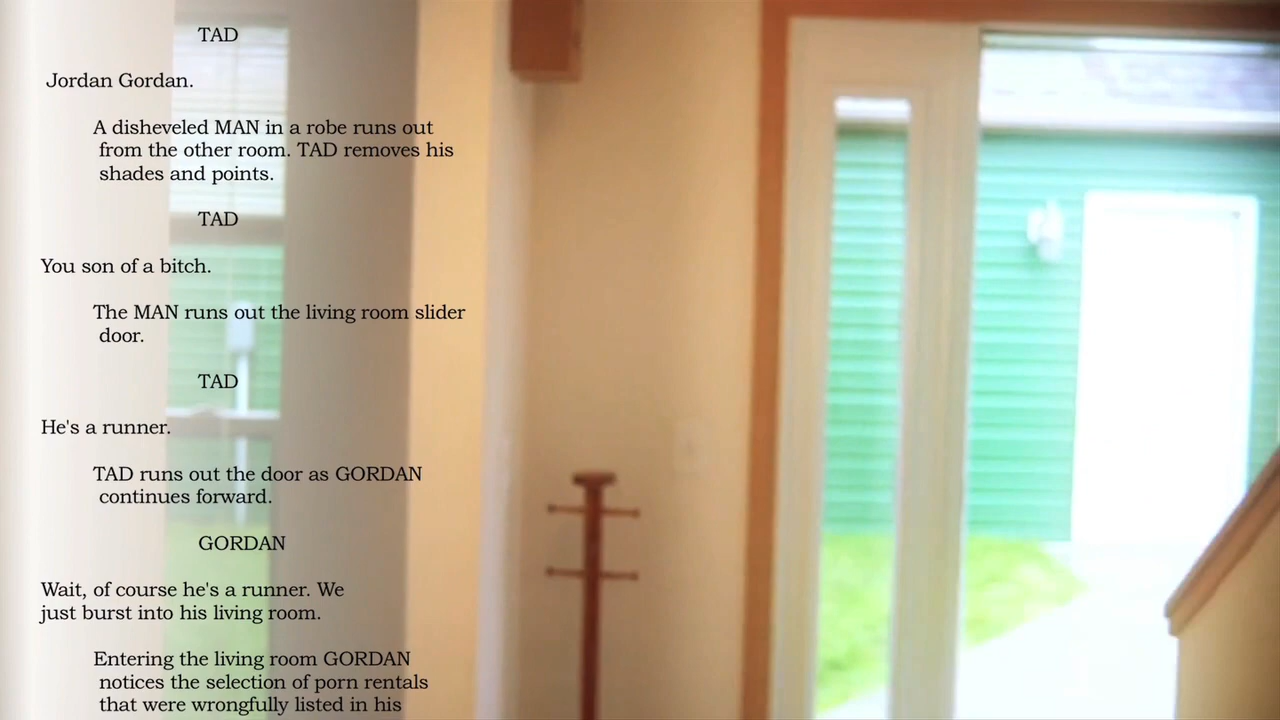 TAD
Jordan Gordan.
A disheveled MAN in a robe runs out
from the other room. TAD removes his
shades and points.
TAD
You son of a bitch.
The MAN runs out the living room slider
door.
TAD
He's a runner.
TAD runs out the door as GORDAN
continues forward.
GORDAN
Wait, of course he's a runner. We
just burst into his living room.
Entering the living room GORDAN
notices the selection of porn rentals
that were wrongfully listed in his